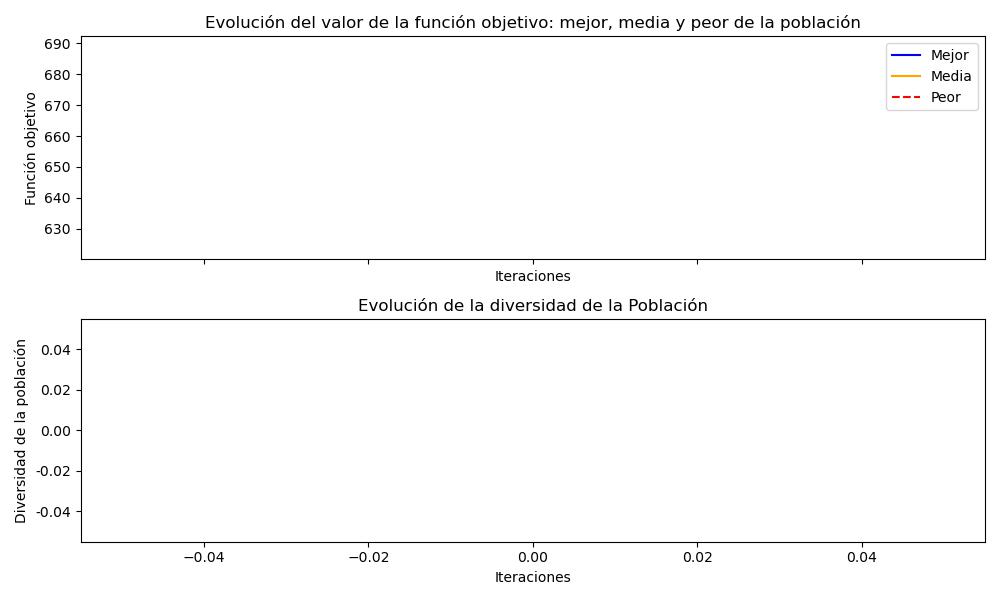 Evolución del valor de la función objetivo: mejor, media y peor de la población
690
680
670
660
650
640
630
Función objetivo
Mejor
Media
Peor
Iteraciones
Evolución de la diversidad de la Población
0.04
0.02
0.00
-0.02
-0.04
Diversidad de la población
−0.04
−0.02
0.00
0.02
0.04
Iteraciones